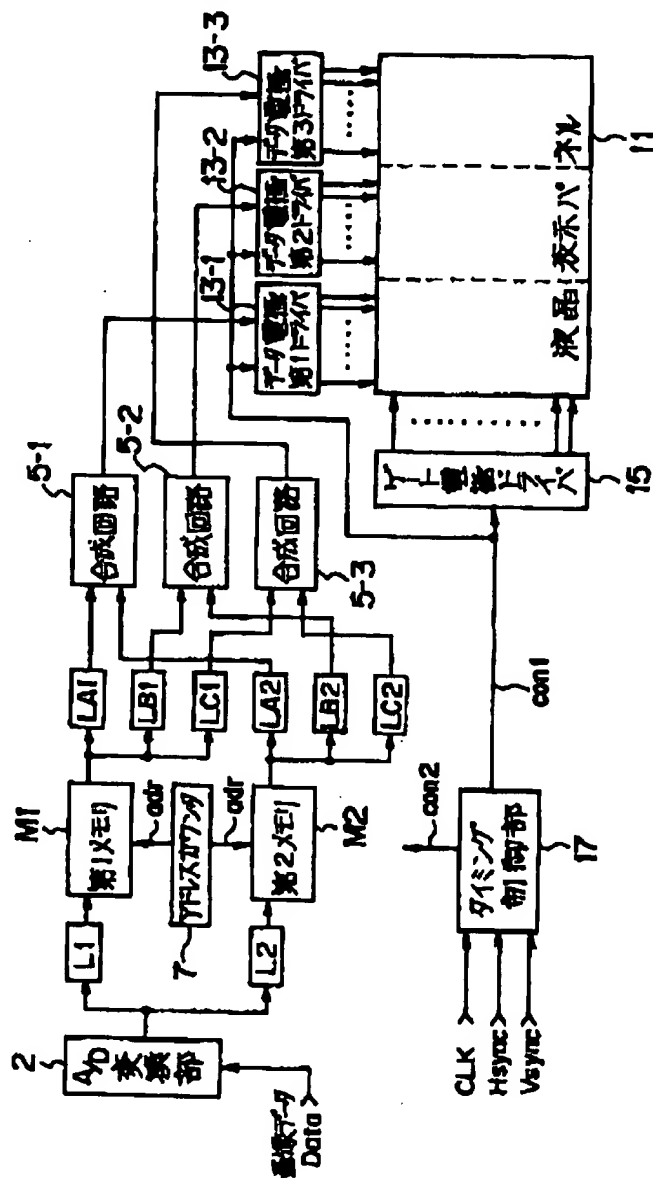 画像データ
Data
2
A/D
変換部
L1
L2
M1
第1メモリ
adr
アドレスカウンタ
7
adr
第2メモリ
M2
LA1
LB1
LC1
LA2
LB2
LC2
5-1
合成回路
5-2
合成回路
合成回路
5-3
13-1
データ電極
第1ドライバ
13-2
データ電極
第2ドライバ
13-3
データ電極
第3ドライバ
液晶表示パネル
11
ゲート電極ドライバ
15
con1
con2
タイミング
制御部
17
CLK
Hsync
Vsync